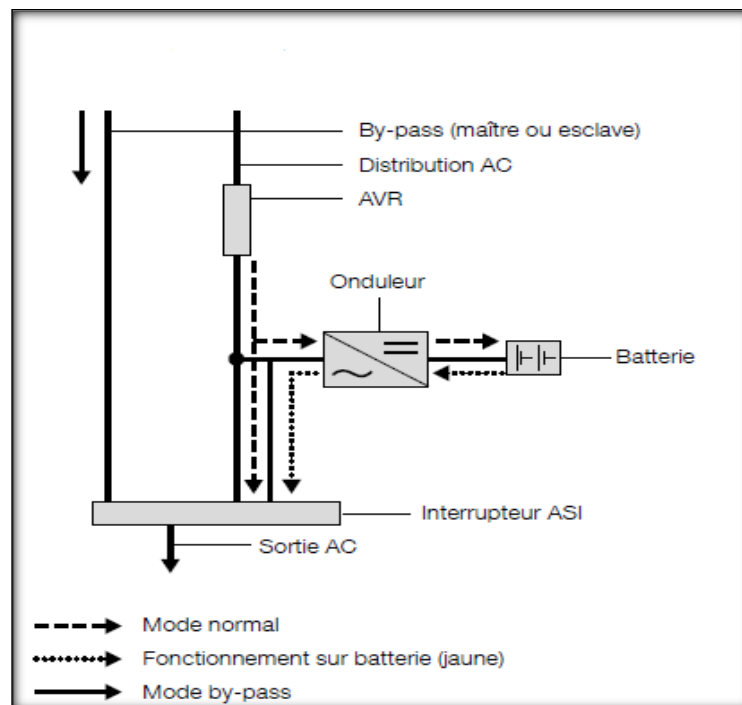 By-pass (maître ou esclave)
Distribution AC
AVR
Onduleur
Batterie
Interrupteur ASI
Sortie AC
Mode normal
Fonctionnement sur batterie (jaune)
Mode by-pass